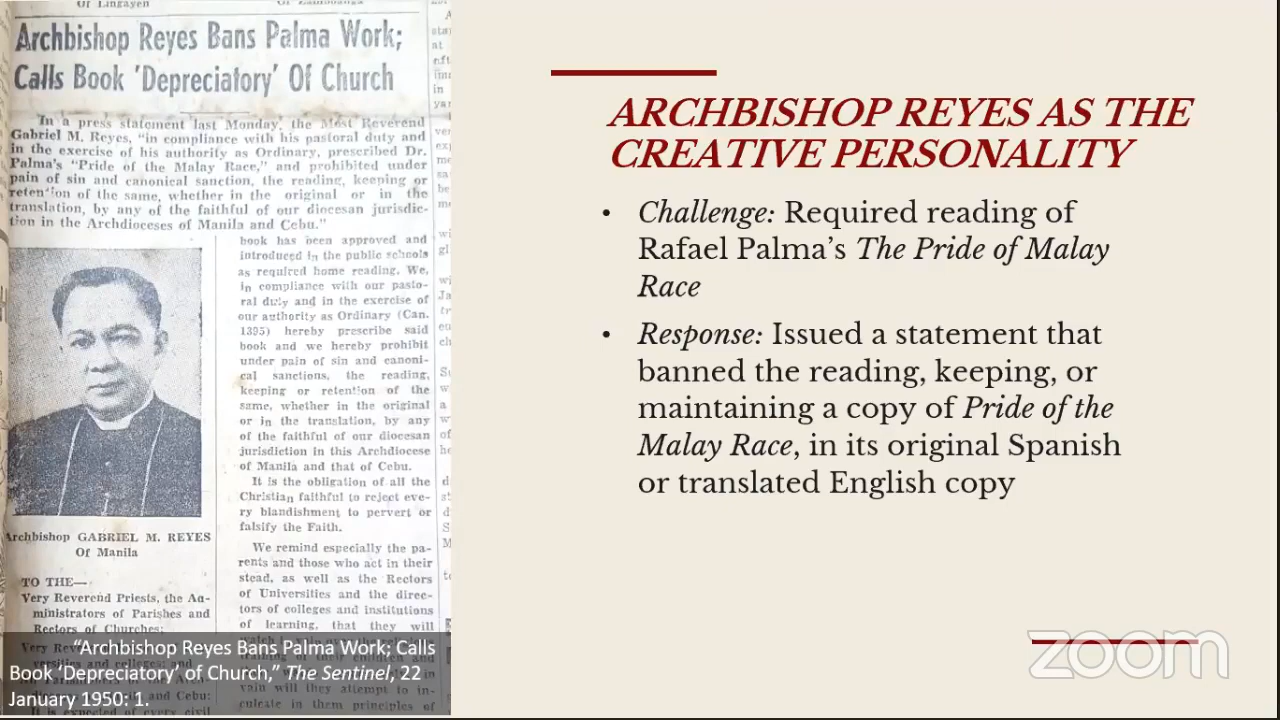 Of Lingayen Of Zamboanga
Archbishop Reyes Bans Palma Work;
Calls Book 'Depreciatory' Of Church
In a press statement last Monday, the Most Reverend
Gabriel M. Reyes, "in compliance with his pastoral duty and
in the exercise of his authority as Ordinary, prescribed Dr.
Palma's "Pride of the Malay Race," and prohibited under
pain of sin and canonical sanction, the reading, keeping or
retention of the same, whether in the original or in the
translation, by any of the faithful of our diocesan jurisdic-
tion in the Archdioceses of Manila and Cebu."
Archbishop GABRIEL M. REYES
Of Manila
TO THE—
Very Reverend Priests, the Ad-
ministrators of Parishes and
Rectors of Churches;
book has been approved and
introduced in the public schools
as required home reading. We,
in compliance with our pasto-
ral duty and in the exercise of
our authority as Ordinary (Can.
1395) hereby prescribe said
book and we hereby prohibit
under pain of sin and canoni-
cal sanctions, the reading,
keeping or retention of the
same, whether in the original
or in the translation, by any
of the faithful of our diocesan
jurisdiction in this Archdiocese
of Manila and that of Cebu.
It is the obligation of all the
Christian faithful to reject eve-
ry blandishment to pervert or
falsify the Faith.
We remind especially the pa-
rents and those who act in their
stead, as well as the Rectors
of Universities and the direc-
tors of colleges and institutions
of learning, that they will
"Archbishop Reyes Bans Palma Work; Calls
Book 'Depreciatory' of Church," The Sentinel, 22
January 1950: 1.
ARCHBISHOP REYES AS THE
CREATIVE PERSONALITY
• Challenge: Required reading of
Rafael Palma's The Pride of Malay
Race
• Response: Issued a statement that
banned the reading, keeping, or
maintaining a copy of Pride of the
Malay Race, in its original Spanish
or translated English copy
zoom